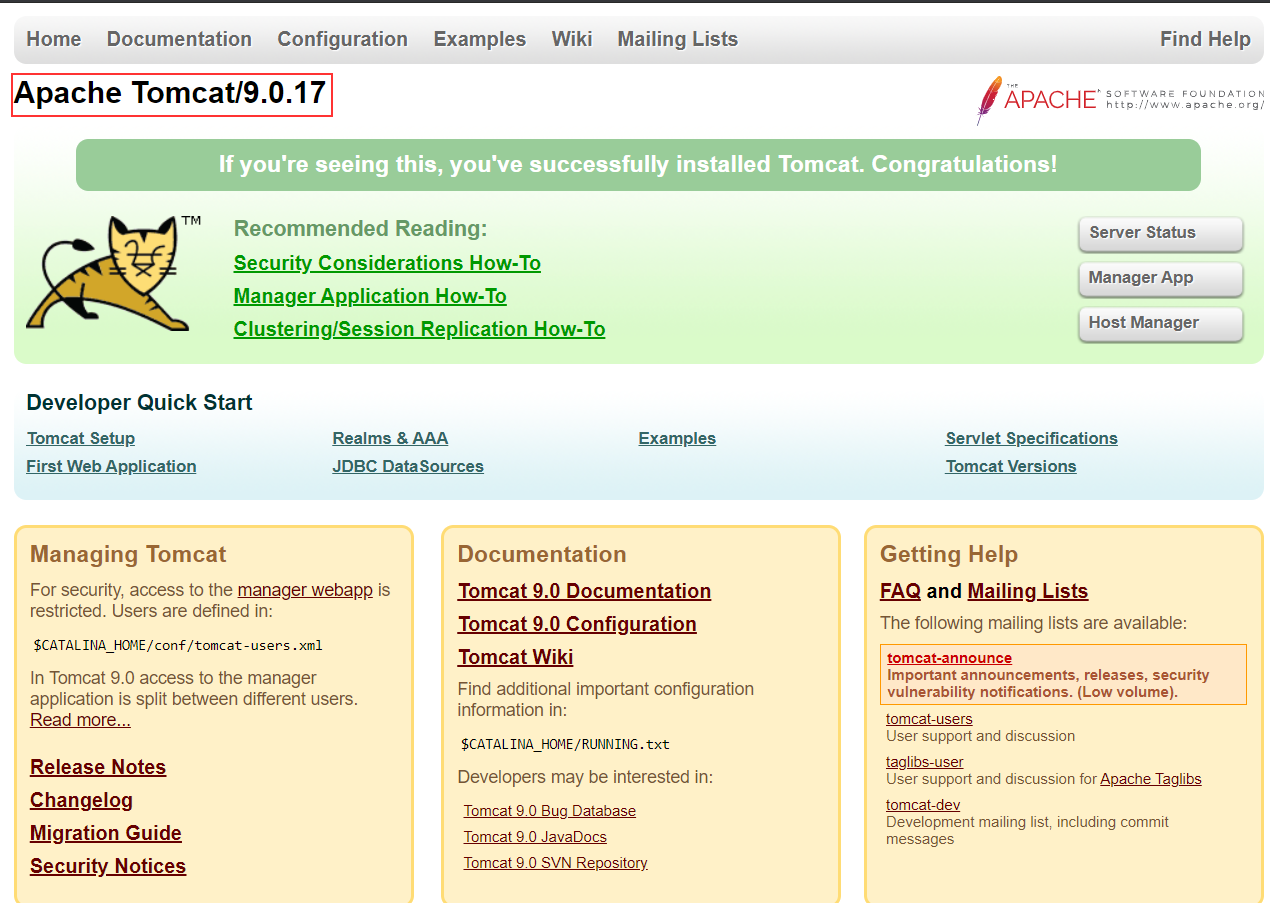 Home Documentation Configuration Examples Wiki Mailing Lists Find Help
Apache Tomcat/9.0.17
THE APACHE SOFTWARE FOUNDATION
http://www.apache.org/
If you're seeing this, you've successfully installed Tomcat. Congratulations!
TM
Recommended Reading:
Security Considerations How-To
Manager Application How-To
Clustering/Session Replication How-To
Server Status
Manager App
Host Manager
Developer Quick Start
Tomcat Setup
First Web Application
Realms & AAA
JDBC DataSources
Examples
Servlet Specifications
Tomcat Versions
Managing Tomcat
For security, access to the manager webapp is
restricted. Users are defined in:
$CATALINA_HOME/conf/tomcat-users.xml
In Tomcat 9.0 access to the manager
application is split between different users.
Read more...
Release Notes
Changelog
Migration Guide
Security Notices
Documentation
Tomcat 9.0 Documentation
Tomcat 9.0 Configuration
Tomcat Wiki
Find additional important configuration
information in:
$CATALINA_HOME/RUNNING.txt
Developers may be interested in:
Tomcat 9.0 Bug Database
Tomcat 9.0 JavaDocs
Tomcat 9.0 SVN Repository
Getting Help
FAQ and Mailing Lists
The following mailing lists are available:
tomcat-announce
Important announcements, releases, security
vulnerability notifications. (Low volume).
tomcat-users
User support and discussion
taglibs-user
User support and discussion for Apache Taglibs
tomcat-dev
Development mailing list, including commit
messages